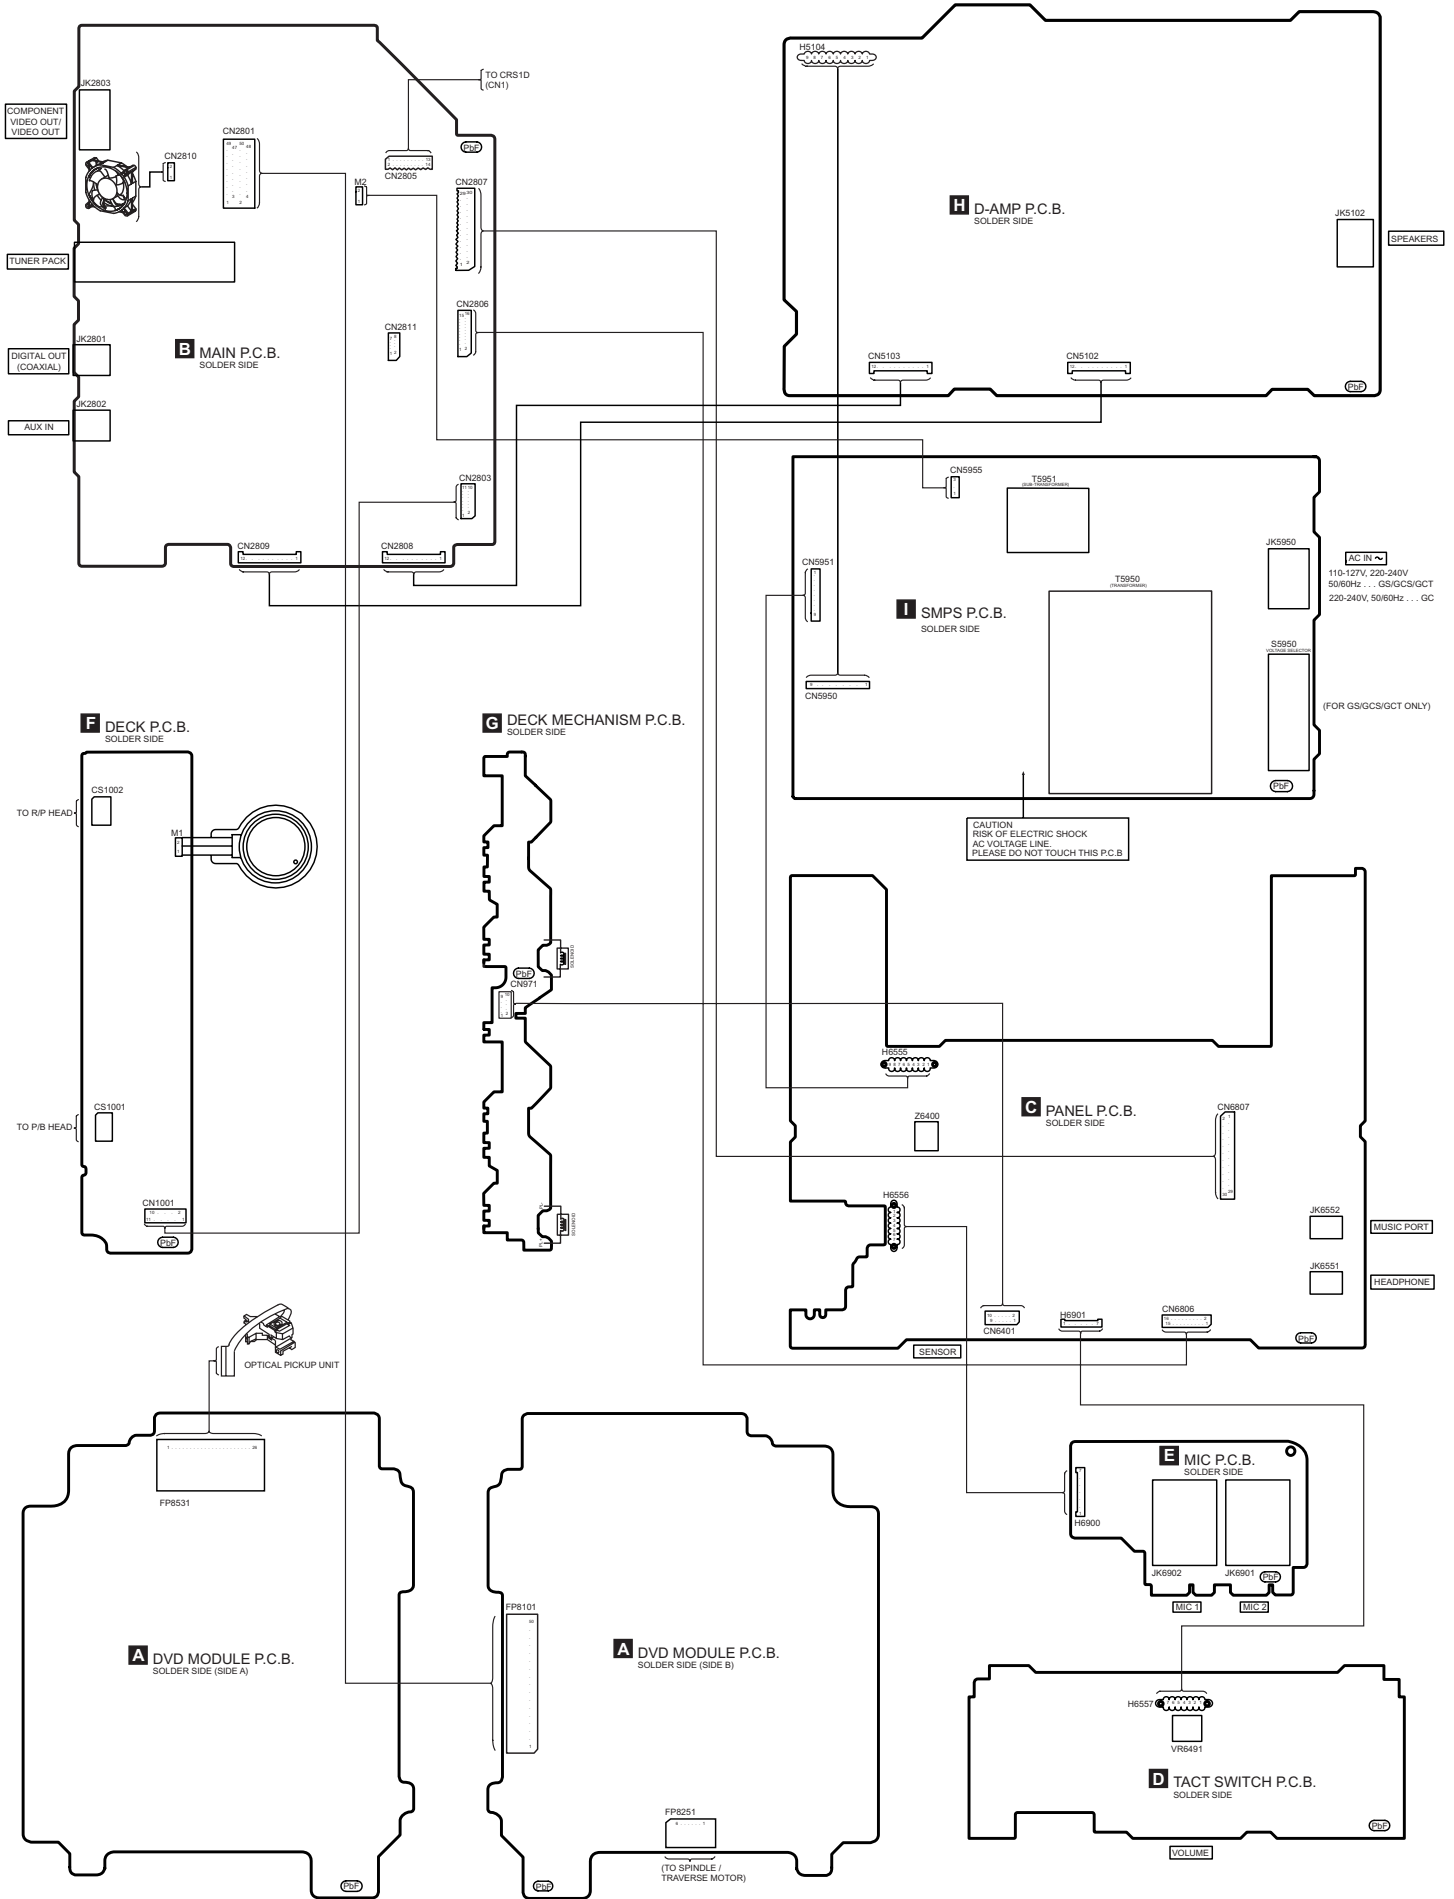 JK2803
COMPONENT
VIDEO OUT/
VIDEO OUT
CN2801
CN2810
TO CRS1D
(CN1)
CN2805
PbF
M2
CN2807
TUNER PACK
CN2806
CN2811
JK2801
DIGITAL OUT
(COAXIAL)
B MAIN P.C.B.
SOLDER SIDE
JK2802
AUX IN
CN2803
CN2809
CN2808
H5104
H D-AMP P.C.B.
SOLDER SIDE
JK5102
SPEAKERS
CN5103
CN5102
PbF
CN5955
T5951
(SUB-TRANSFORMER)
CN5951
JK5950
AC IN ~
110-127V, 220-240V
50/60Hz . . . GS/GCS/GCT
220-240V, 50/60Hz . . . GC
T5950
(TRANSFORMER)
I SMPS P.C.B.
SOLDER SIDE
S5950
VOLTAGE SELECTOR
CN5950
(FOR GS/GCS/GCT ONLY)
PbF
CAUTION
RISK OF ELECTRIC SHOCK
AC VOLTAGE LINE.
PLEASE DO NOT TOUCH THIS P.C.B
F DECK P.C.B.
SOLDER SIDE
CS1002
TO R/P HEAD
M1
CS1001
TO P/B HEAD
CN1001
PbF
G DECK MECHANISM P.C.B.
SOLDER SIDE
SOLENOID
PbF
CN971
SOLENOID
H6555
C PANEL P.C.B.
SOLDER SIDE
Z6400
CN6807
H6556
JK6552
MUSIC PORT
JK6551
HEADPHONE
CN6401
H6901
CN6806
PbF
SENSOR
OPTICAL PICKUP UNIT
FP8531
A DVD MODULE P.C.B.
SOLDER SIDE (SIDE A)
PbF
FP8101
A DVD MODULE P.C.B.
SOLDER SIDE (SIDE B)
FP8251
(TO SPINDLE /
TRAVERSE MOTOR)
PbF
E MIC P.C.B.
SOLDER SIDE
H6900
JK6902
JK6901
PbF
MIC 1
MIC 2
H6557
VR6491
D TACT SWITCH P.C.B.
SOLDER SIDE
PbF
VOLUME